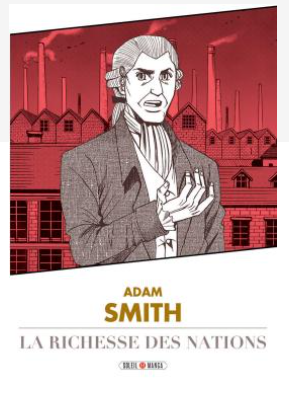 ADAM
SMITH
LA RICHESSE DES NATIONS
SOLEIL MANGA